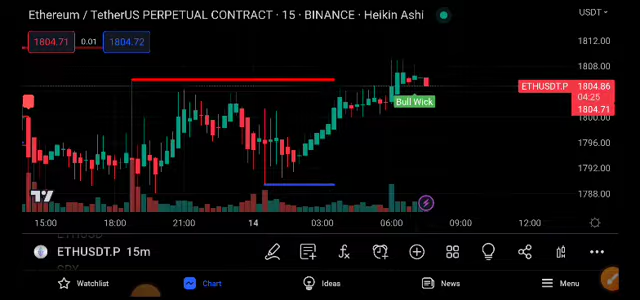 Ethereum / TetherUS PERPETUAL CONTRACT · 15 · BINANCE · Heikin Ashi
USDT
1804.71 0.01 1804.72
1812.00
1808.00
ETHUSDT.P 1804.86
04:25
1804.71
Bull Wick
1800.00
1796.00
1792.00
1788.00
15:00 18:00 21:00 14 03:00 06:00 09:00 12:00
ETHUSDT.P 15m
Watchlist Chart Ideas News Menu